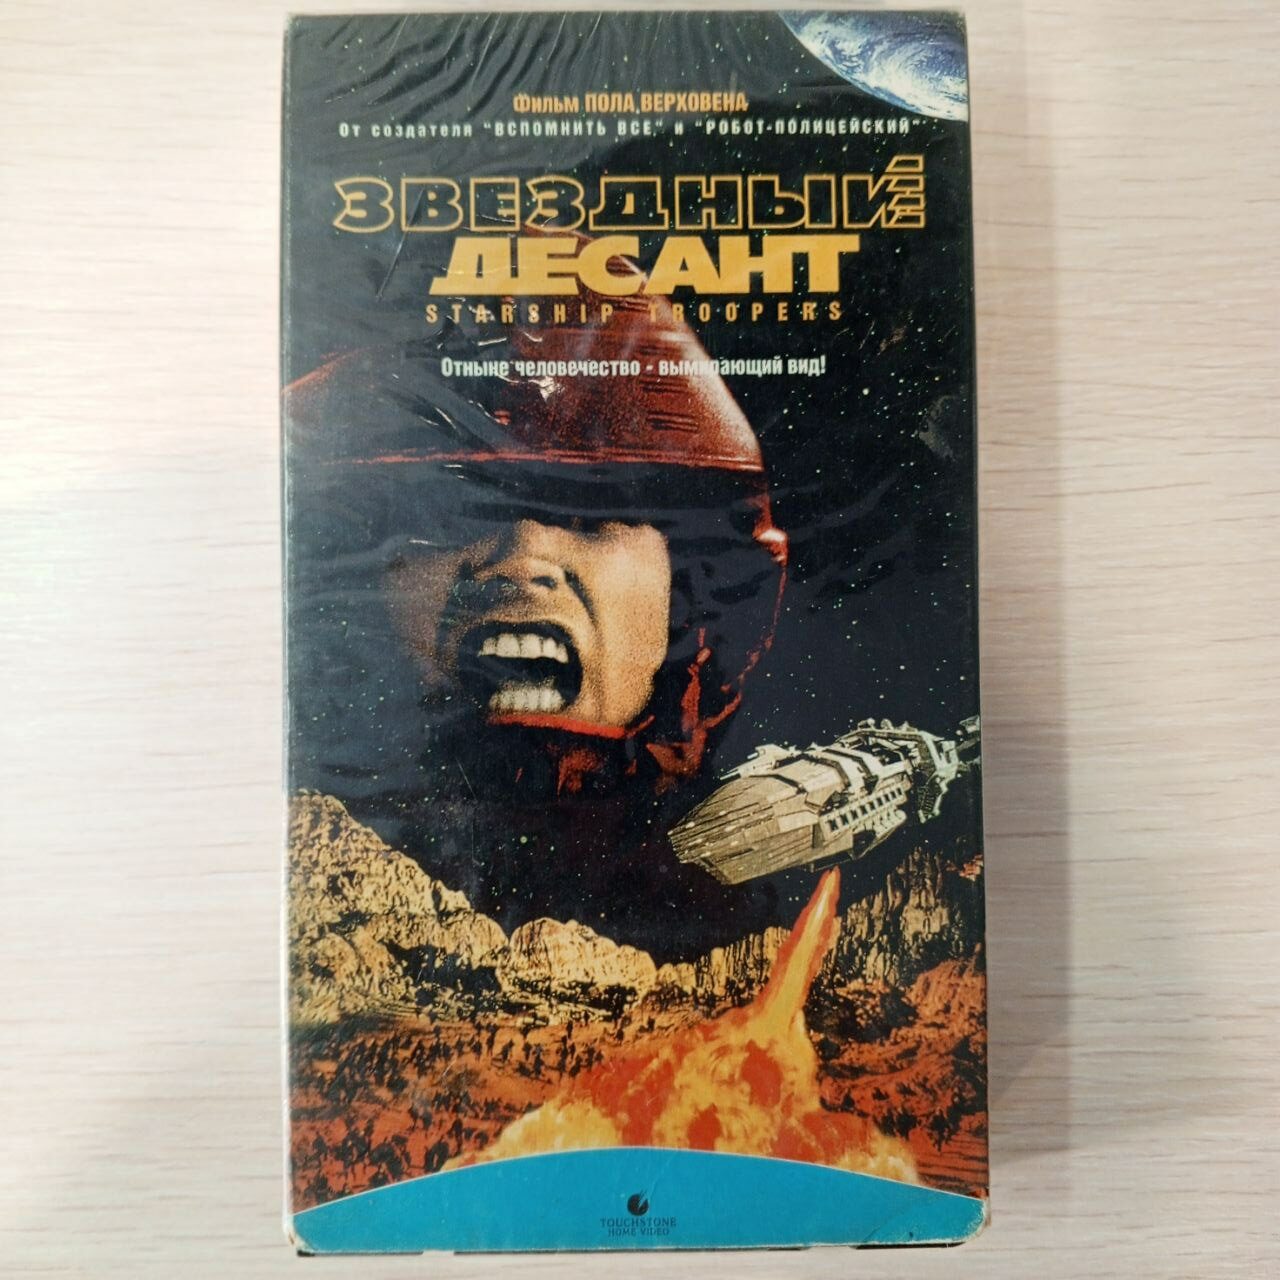 Фильм ПОЛА ВЕРХОВЕНА
От создателя "ВСПОМНИТЬ ВСЕ" и "РОБОТ-ПОЛИЦЕЙСКИЙ"
ЗВЕЗДНЫЙ
ДЕСАНТ
STARSHIP TROOPERS
Отныне человечество - вымирающий вид!
TOUCHSTONE
HOME VIDEO